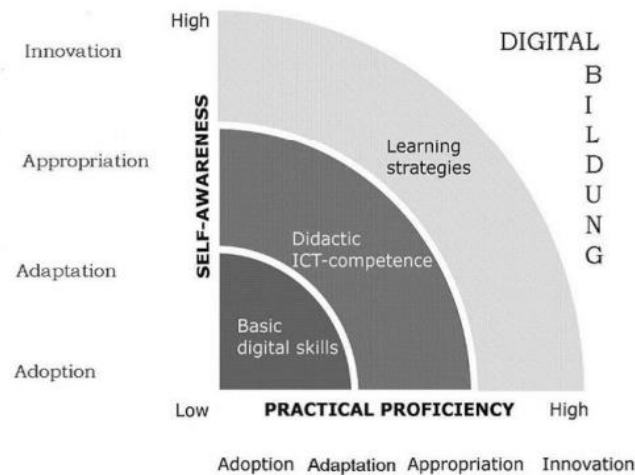 High
Innovation
DIGITAL
BILDUNG
Appropriation
Learning
strategies
SELF-AWARENESS
Didactic
ICT-competence
Adaptation
Basic
digital skills
Adoption
Low PRACTICAL PROFICIENCY High
Adoption Adaptation Appropriation Innovation